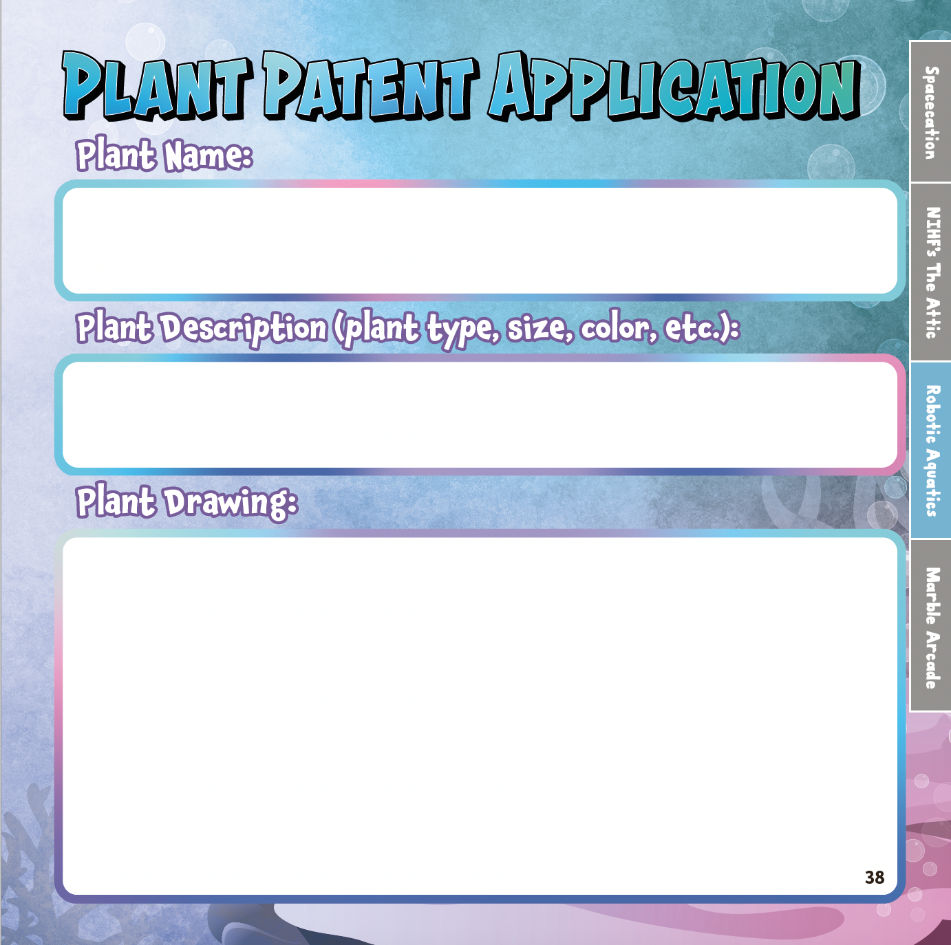 Plant Patent Application
Plant Name:
Plant Description (plant type, size, color, etc.):
Plant Drawing:
38
Spacecation
NIHF's The Attic
Robotic Aquatics
Marble Arcade